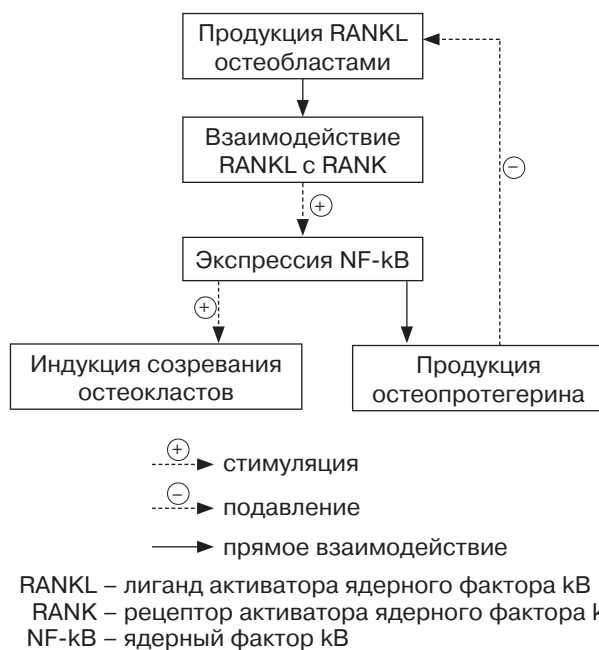 Продукция RANKL
остеобластами
Взаимодействие
RANKL с RANK
−
+
Экспрессия NF-kB
+
Индукция созревания
остеокластов
Продукция
остеопротегерина
+ стимуляция
− подавление
прямое взаимодействие
RANKL – лиганд активатора ядерного фактора kB
RANK – рецептор активатора ядерного фактора
NF-kB – ядерный фактор kB